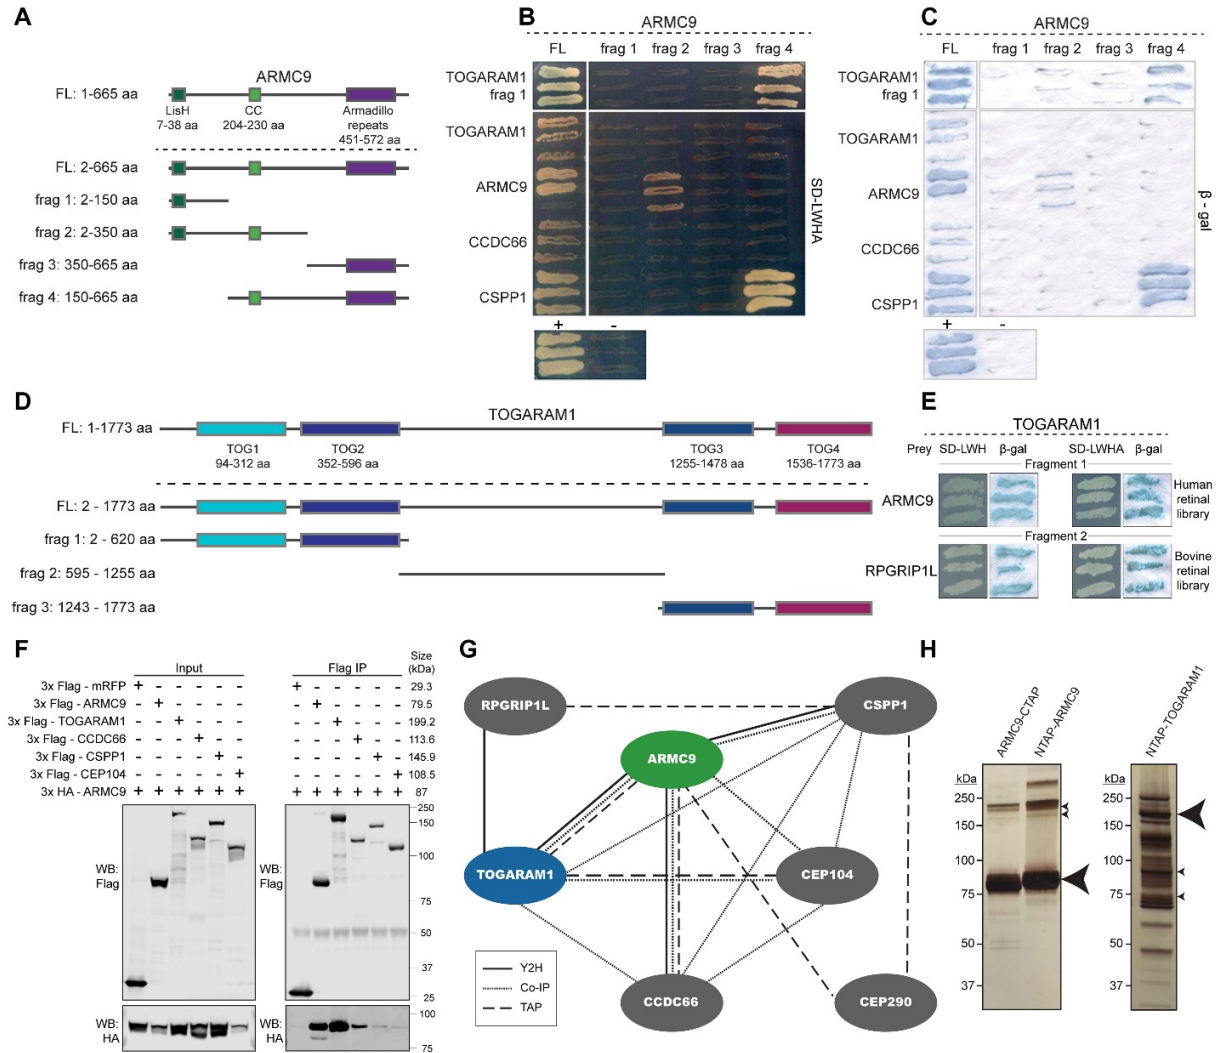 A
ARMC9
FL: 1-665 aa
LisH
7-38 aa
CC
204-230 aa
Armadillo
repeats
451-572 aa
FL: 2-665 aa
frag 1: 2-150 aa
frag 2: 2-350 aa
frag 3: 350-665 aa
frag 4: 150-665 aa
B
ARMC9
FL frag 1 frag 2 frag 3 frag 4
TOGARAM1
frag 1
TOGARAM1
ARMC9
CCDC66
CSPP1
SD-LWHA
+ -
C
ARMC9
FL frag 1 frag 2 frag 3 frag 4
TOGARAM1
frag 1
TOGARAM1
ARMC9
CCDC66
CSPP1
β - gal
+ -
D
TOGARAM1
FL: 1-1773 aa
TOG1
94-312 aa
TOG2
352-596 aa
TOG3
1255-1478 aa
TOG4
1536-1773 aa
FL: 2 - 1773 aa
frag 1: 2 - 620 aa
frag 2: 595 - 1255 aa
frag 3: 1243 - 1773 aa
E
TOGARAM1
Prey SD-LWH β-gal SD-LWHA β-gal
Fragment 1
ARMC9
Human
retinal
library
Fragment 2
RPGRIP1L
Bovine
retinal
library
F
Input Flag IP Size
(kDa)
3x Flag - mRFP + - - - - - + - - - - - 29.3
3x Flag - ARMC9 - + - - - - - + - - - - 79.5
3x Flag - TOGARAM1 - - + - - - - - + - - - 199.2
3x Flag - CCDC66 - - - + - - - - - + - - 113.6
3x Flag - CSPP1 - - - - + - - - - - + - 145.9
3x Flag - CEP104 - - - - - + - - - - - + 108.5
3x HA - ARMC9 + + + + + + + + + + + + 87
WB:
Flag
WB:
Flag
250
150
100
75
50
37
25
WB:
HA
WB:
HA
100
75
G
RPGRIP1L
CSPP1
ARMC9
TOGARAM1
CEP104
CCDC66
CEP290
Y2H
Co-IP
TAP
H
ARMC9-CTAP
NTAP-ARMC9
kDa
250
150
100
75
50
37
NTAP-TOGARAM1
kDa
250
150
100
75
50
37